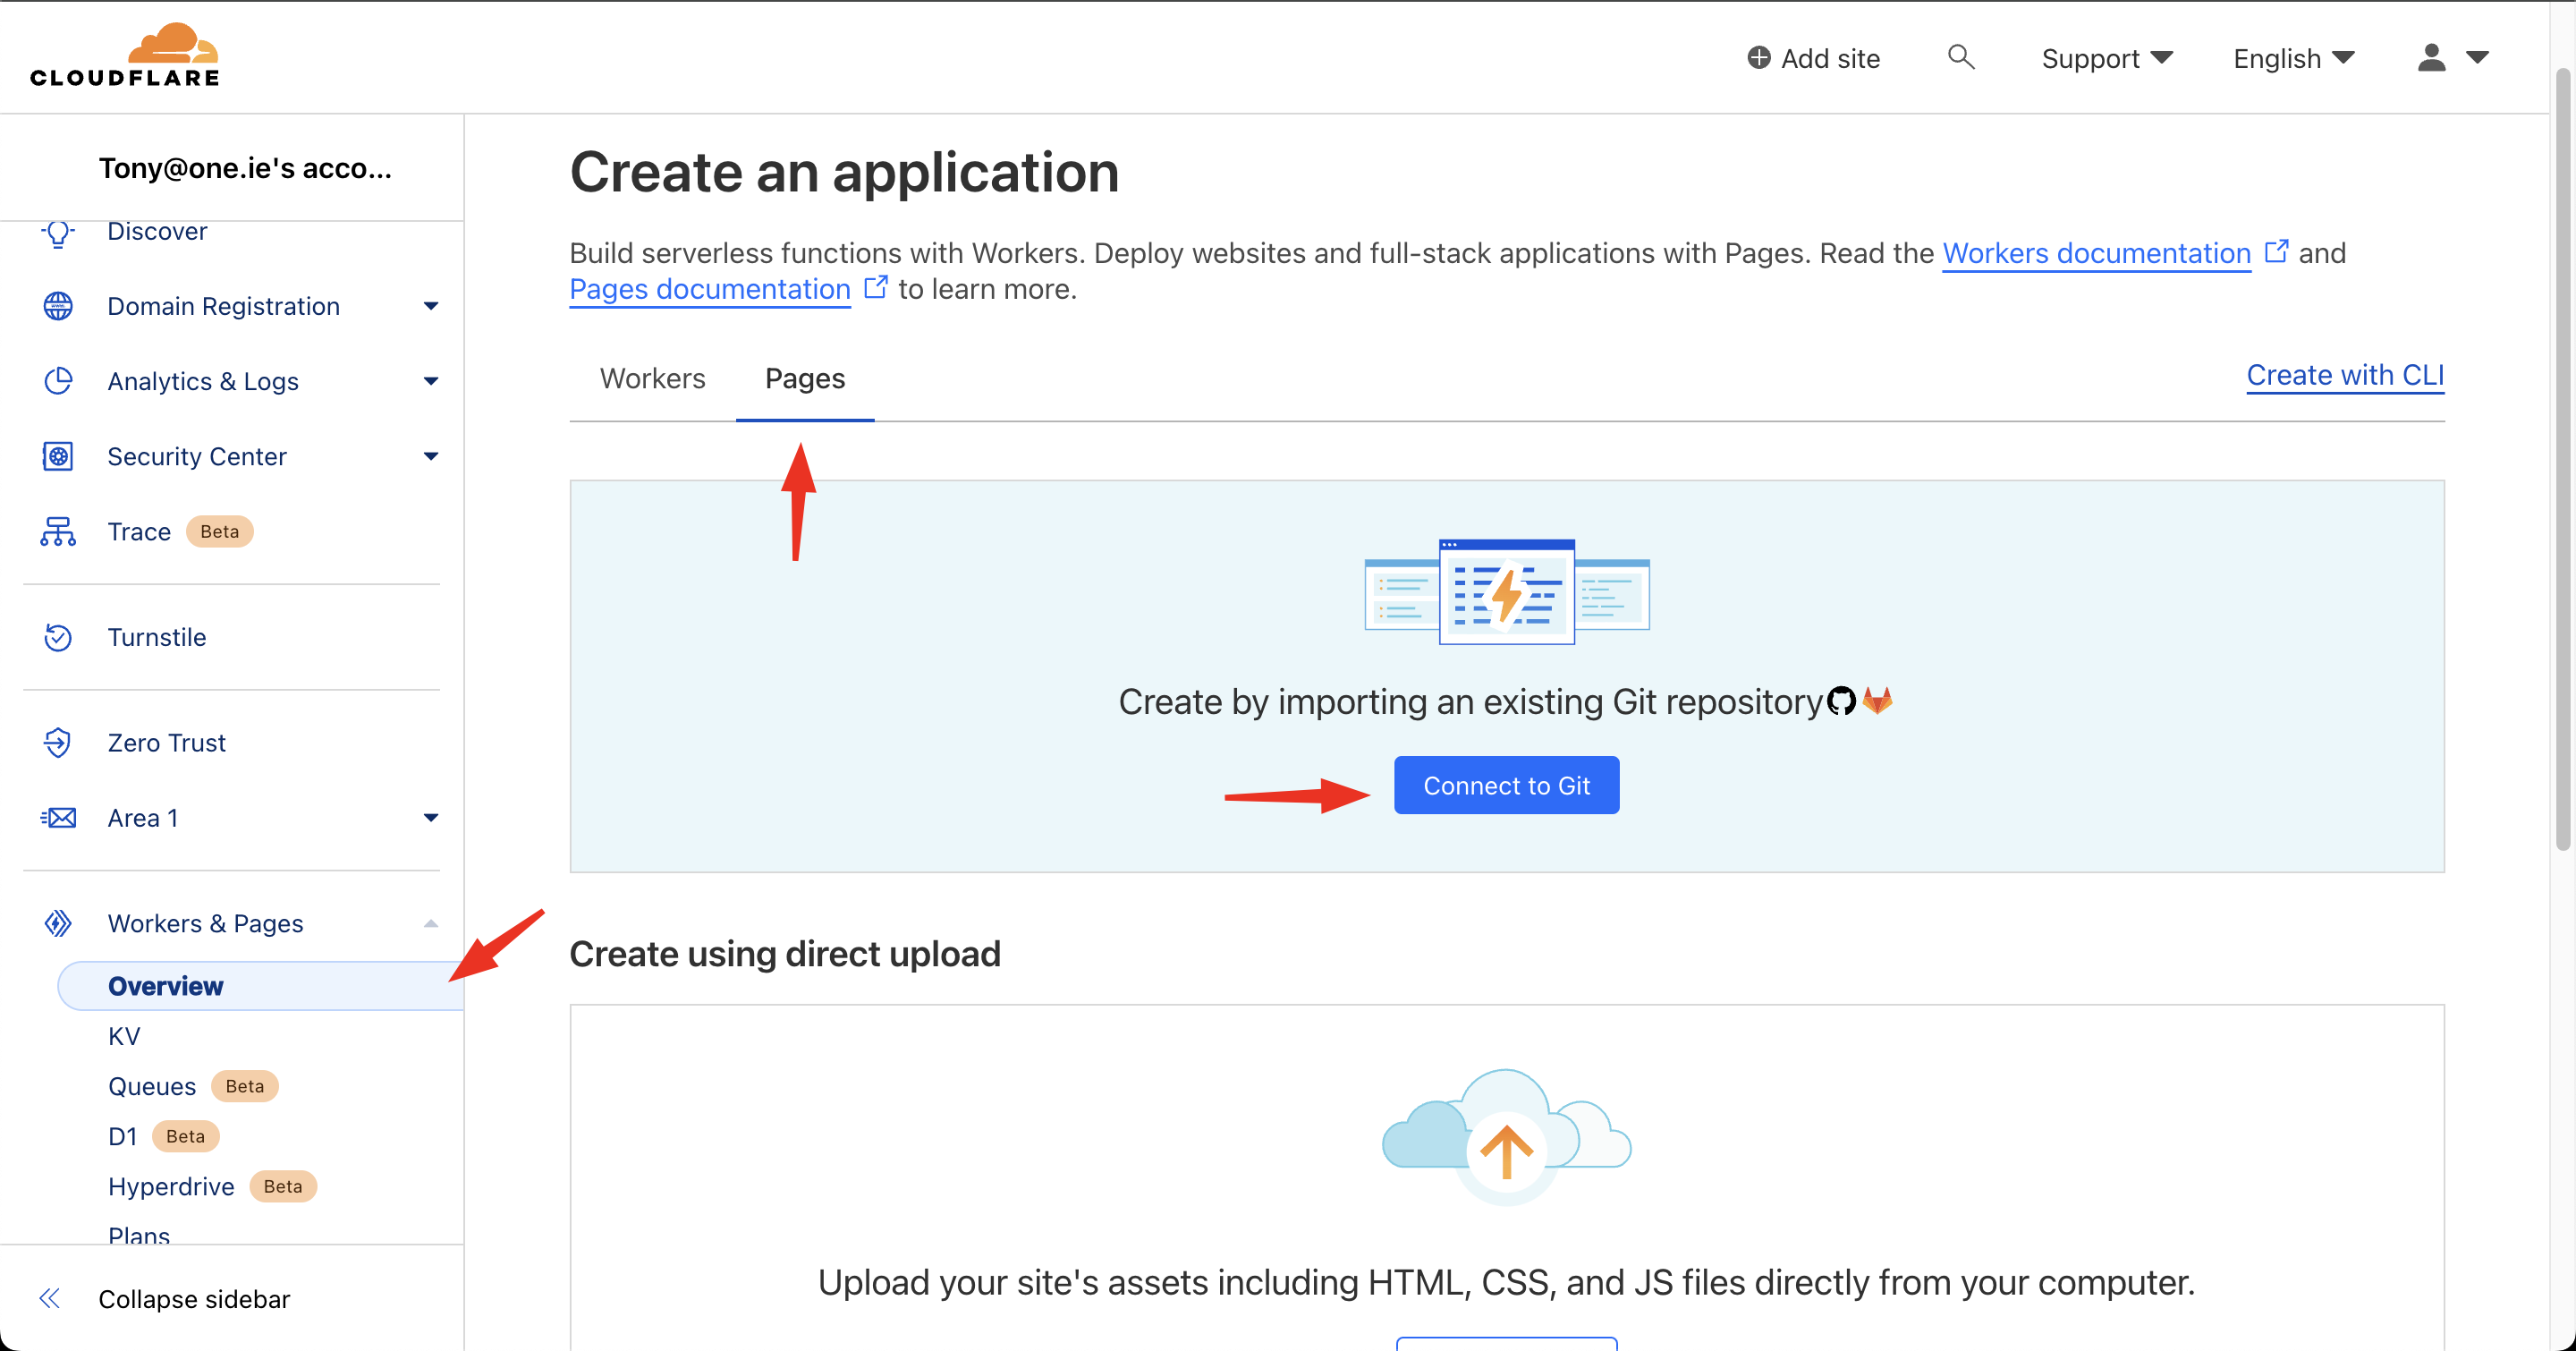 CLOUDFLARE
Add site
Support
English
Tony@one.ie's acco...
Discover
Domain Registration
Analytics & Logs
Security Center
Trace Beta
Turnstile
Zero Trust
Area 1
Workers & Pages
Overview
KV
Queues Beta
D1 Beta
Hyperdrive Beta
Plans
Collapse sidebar
Create an application
Build serverless functions with Workers. Deploy websites and full-stack applications with Pages. Read the Workers documentation and
Pages documentation to learn more.
Workers Pages
Create with CLI
Create by importing an existing Git repository
Connect to Git
Create using direct upload
Upload your site's assets including HTML, CSS, and JS files directly from your computer.